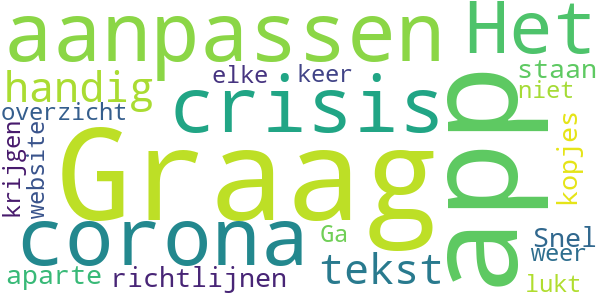 aanpassen
Het
handig
elke
keer
staan
niet
overzicht
crisis
app
kopjes
krijgen
website
Graag
corona
Ga
Snel
weer
aparte
richtlijnen
tekst
lukt